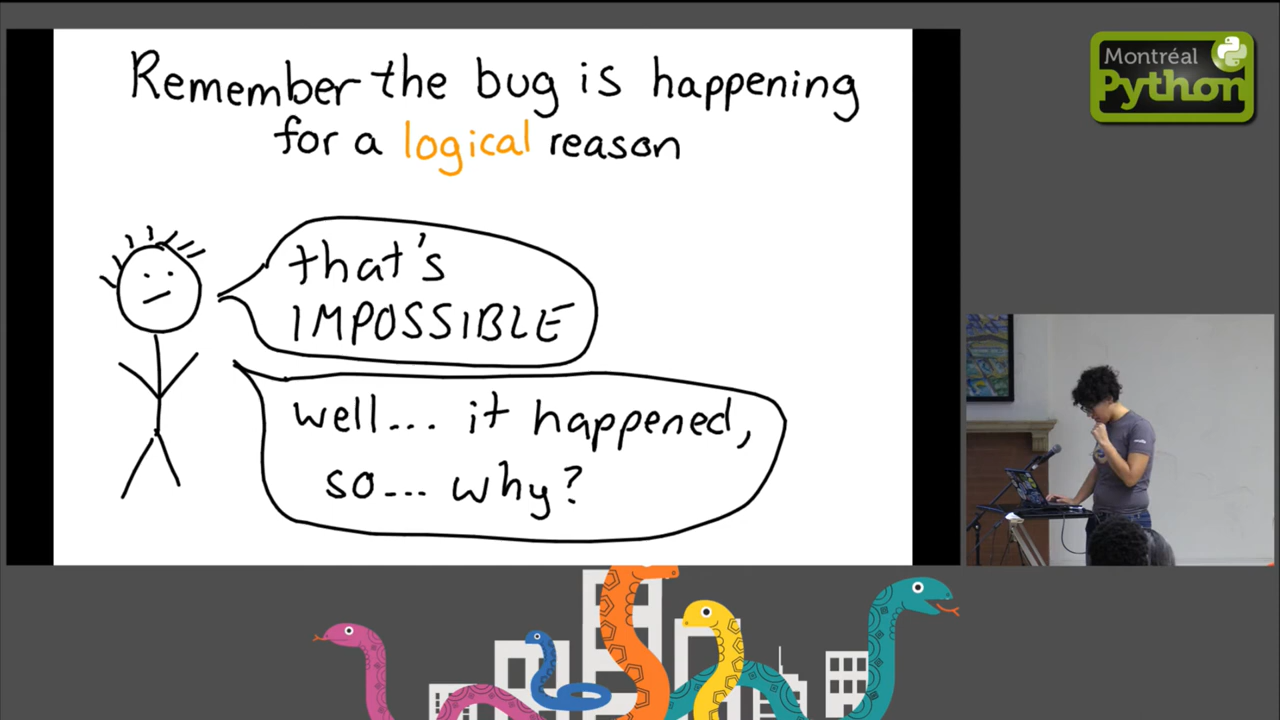 Remember the bug is happening
for a logical reason
that's
IMPOSSIBLE
well... it happened,
so... why?
Montréal
Python